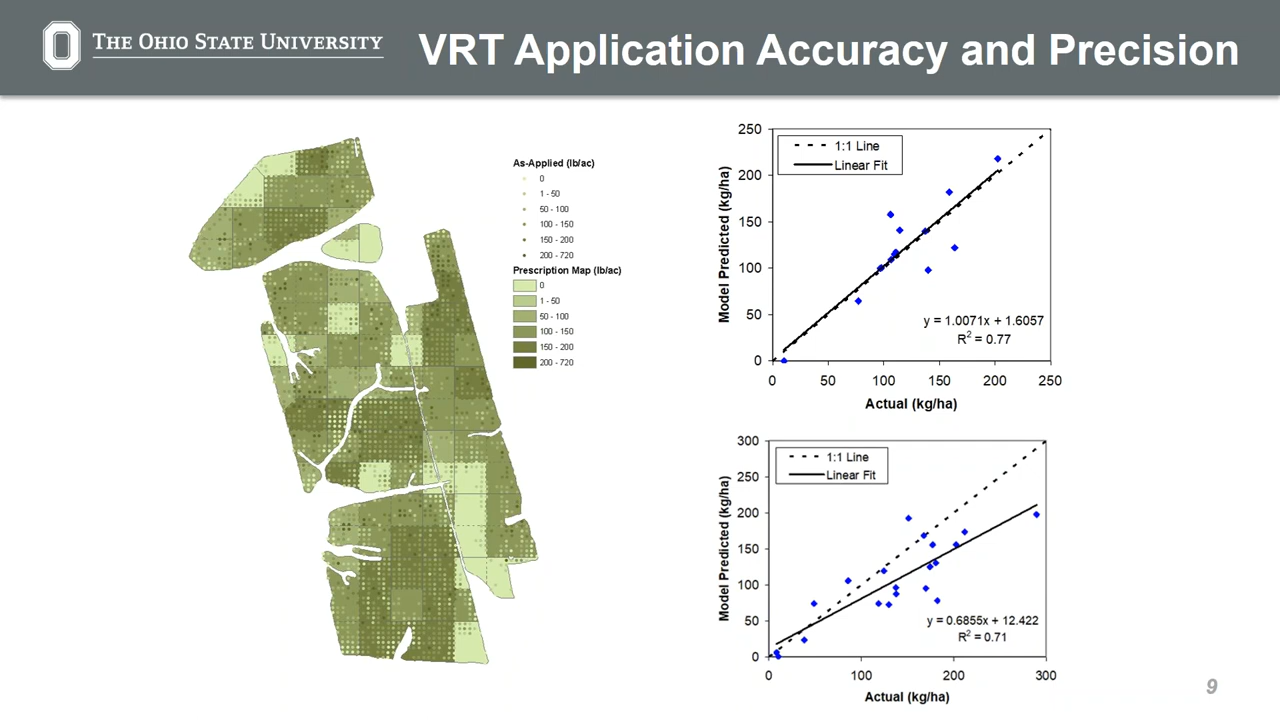 THE OHIO STATE UNIVERSITY
VRT Application Accuracy and Precision
As-Applied (lb/ac)
0
1 - 50
50 - 100
100 - 150
150 - 200
200 - 720
Prescription Map (lb/ac)
0
1 - 50
50 - 100
100 - 150
150 - 200
200 - 720
250
200
150
100
50
0
Model Predicted (kg/ha)
1:1 Line
Linear Fit
y = 1.0071x + 1.6057
R² = 0.77
0 50 100 150 200 250
Actual (kg/ha)
300
250
200
150
100
50
0
Model Predicted (kg/ha)
1:1 Line
Linear Fit
y = 0.6855x + 12.422
R² = 0.71
0 100 200 300
Actual (kg/ha)
9